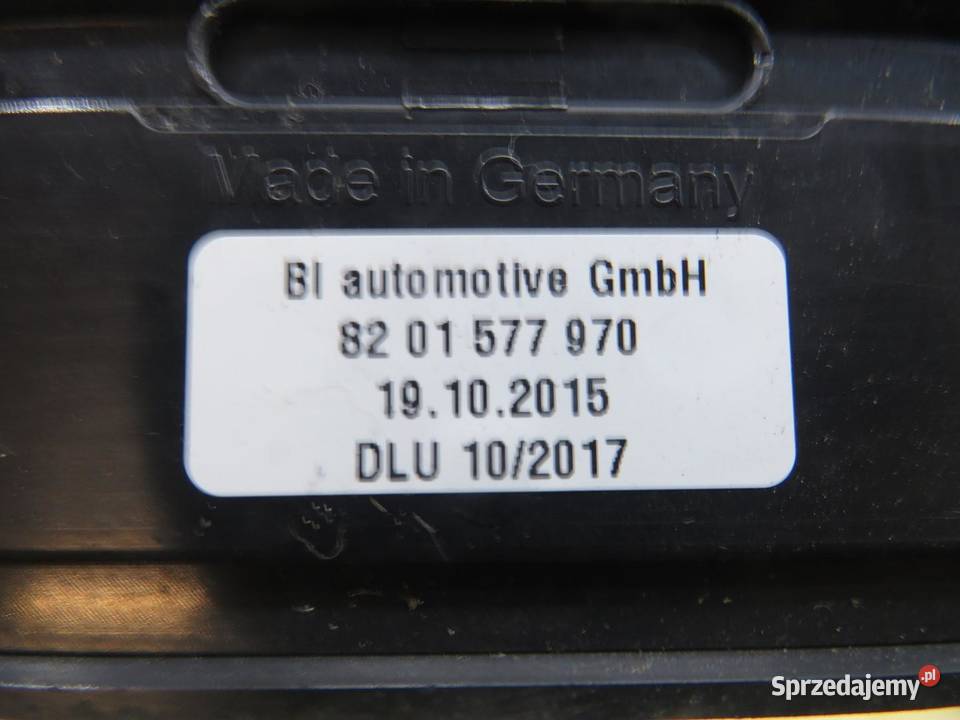 Made in Germany
BI automotive GmbH
82 01 577 970
19.10.2015
DLU 10/2017
Sprzedajemy.pl